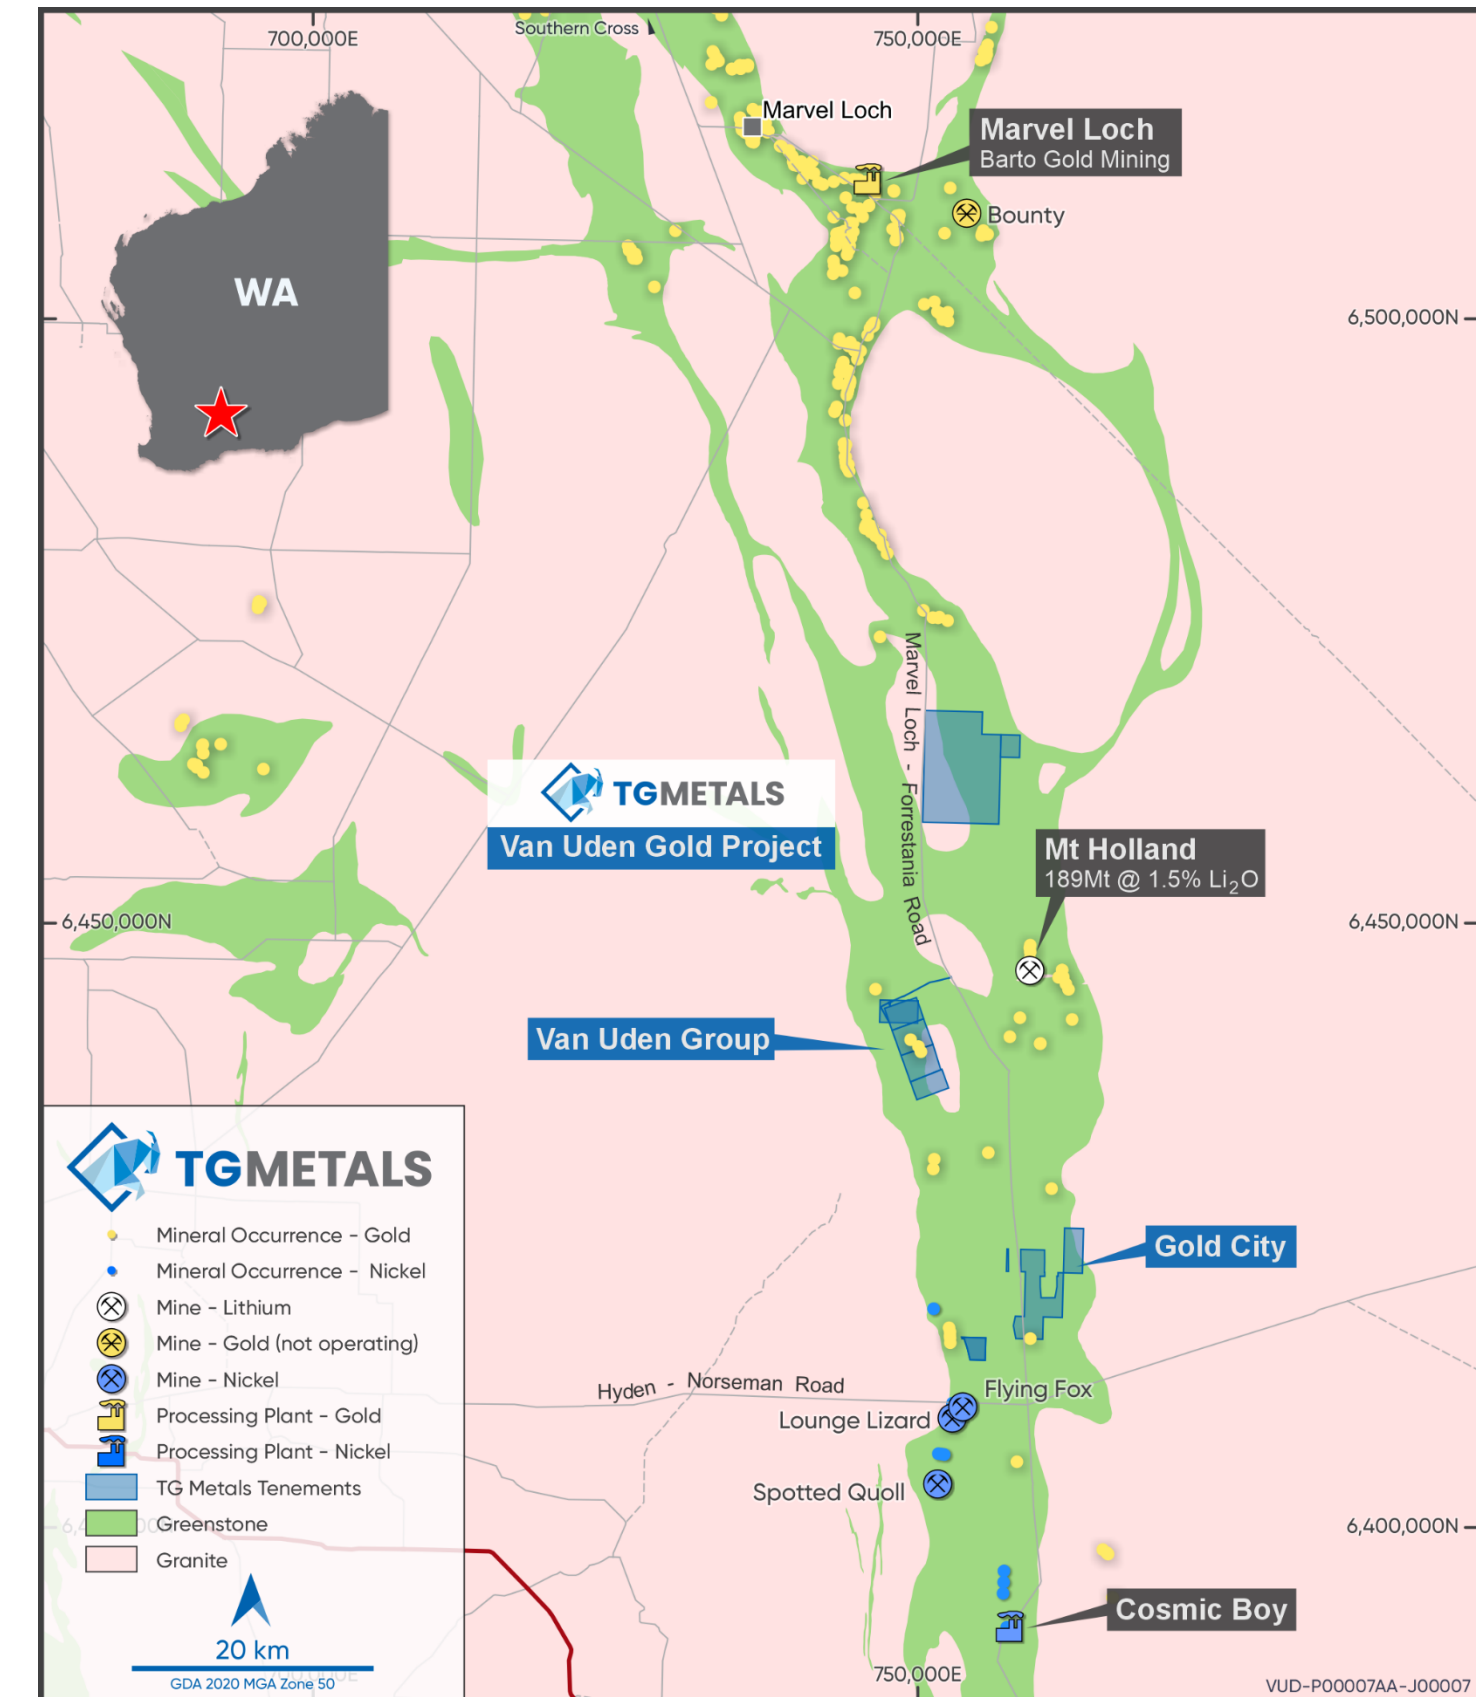 Southern Cross
700,000E
750,000E
Marvel Loch
Marvel Loch
Barto Gold Mining
Bounty
WA
6,500,000N
Marvel Loch - Forrestania Road
TGMETALS
Van Uden Gold Project
Mt Holland
189Mt @ 1.5% Li₂O
6,450,000N
6,450,000N
Van Uden Group
TGMETALS
Mineral Occurrence - Gold
Mineral Occurrence - Nickel
Mine - Lithium
Mine - Gold (not operating)
Mine - Nickel
Processing Plant - Gold
Processing Plant - Nickel
TG Metals Tenements
Greenstone
Granite
20 km
GDA 2020 MGA Zone 50
700,000E
Gold City
Hyden - Norseman Road
Flying Fox
Lounge Lizard
Spotted Quoll
6,400,000N
Cosmic Boy
750,000E
VUD-P00007AA-J00007